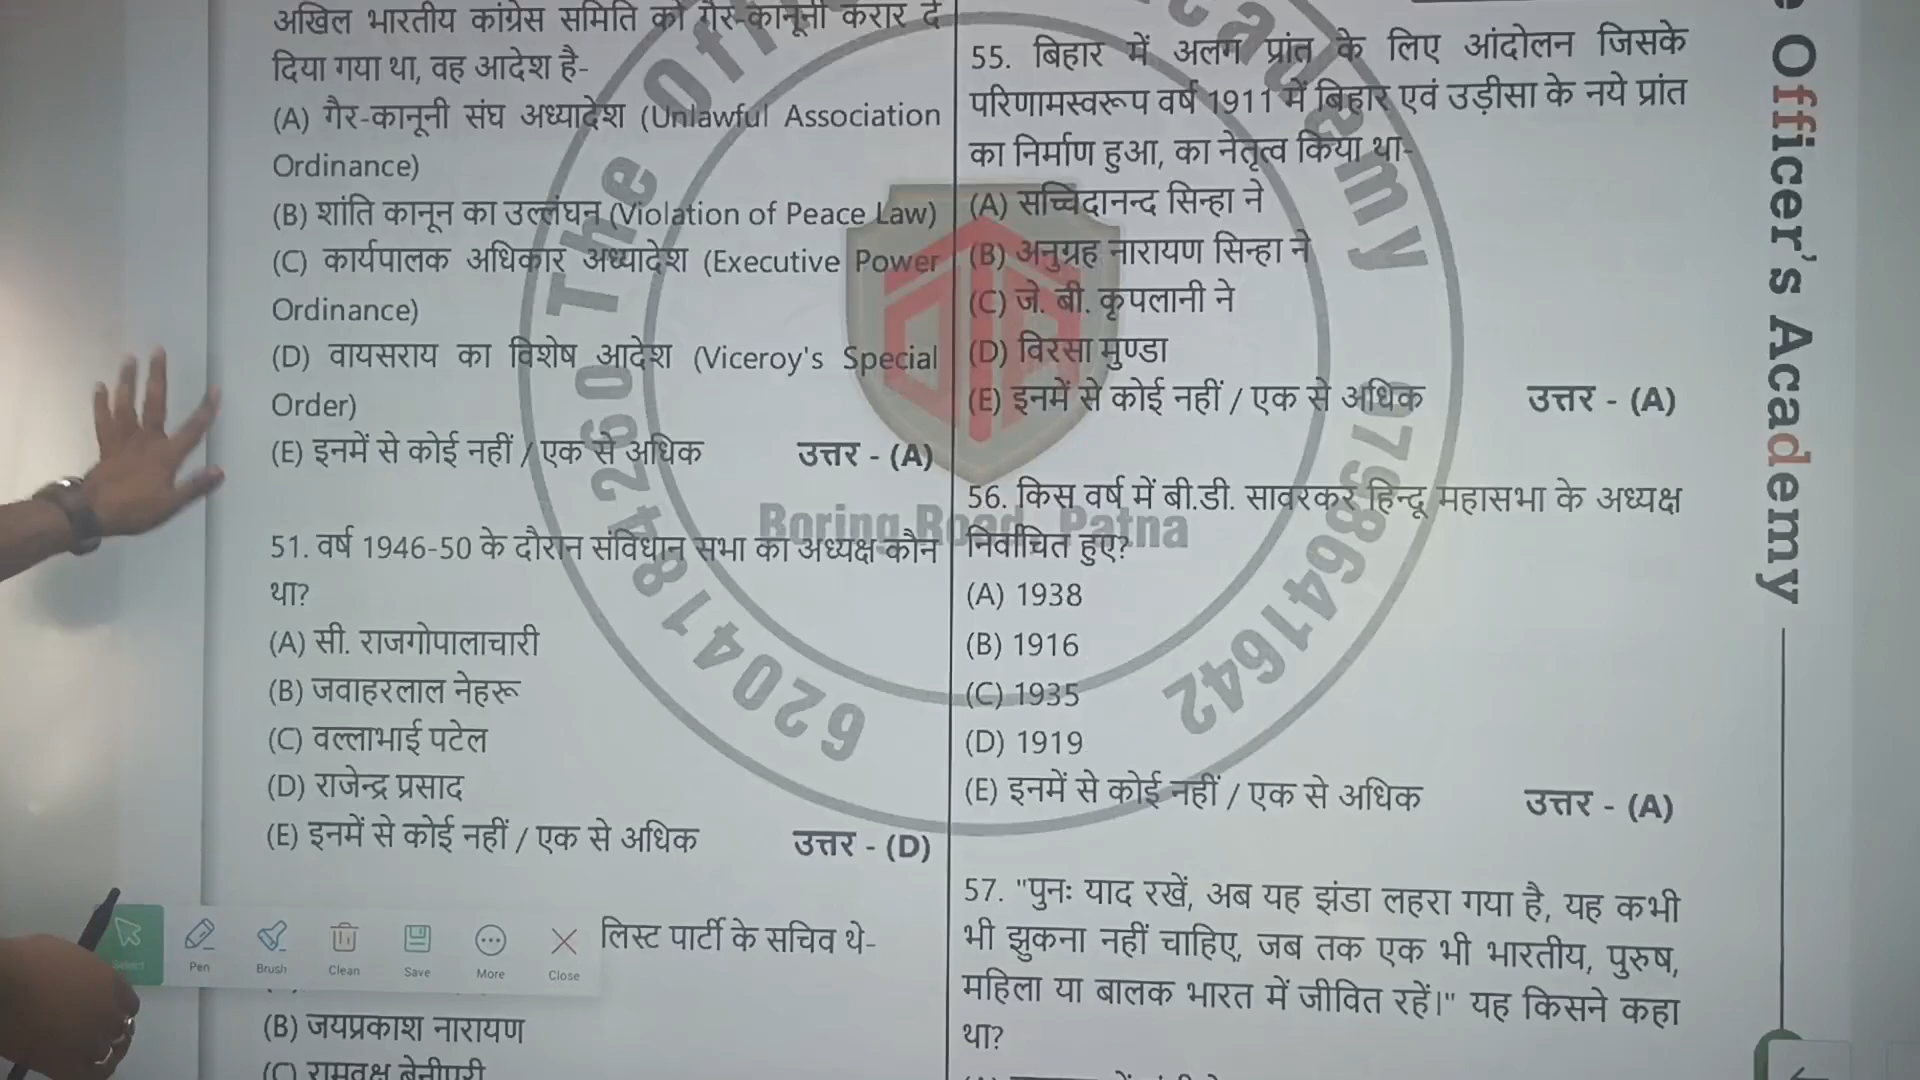 अखिल भारतीय कांग्रेस समिति को गैर-कानूनी करार दे
दिया गया था, वह आदेश है-
(A) गैर-कानूनी संघ अध्यादेश (Unlawful Association
Ordinance)
(B) शांति कानून का उल्लंघन (Violation of Peace Law)
(C) कार्यपालक अधिकार अध्यादेश (Executive Power
Ordinance)
(D) वायसराय का विशेष आदेश (Viceroy's Special
Order)
(E) इनमें से कोई नहीं / एक से अधिक उत्तर - (A)
51. वर्ष 1946-50 के दौरान संविधान सभा का अध्यक्ष कौन
था?
(A) सी. राजगोपालाचारी
(B) जवाहरलाल नेहरू
(C) वल्लाभाई पटेल
(D) राजेन्द्र प्रसाद
(E) इनमें से कोई नहीं / एक से अधिक उत्तर - (D)
लिस्ट पार्टी के सचिव थे-
(B) जयप्रकाश नारायण
(C) रामवृक्ष बेनीपुरी
55. बिहार में अलग प्रांत के लिए आंदोलन जिसके
परिणामस्वरूप वर्ष 1911 में बिहार एवं उड़ीसा के नये प्रांत
का निर्माण हुआ, का नेतृत्व किया था-
(A) सच्चिदानन्द सिन्हा ने
(B) अनुग्रह नारायण सिन्हा ने
(C) जे. बी. कृपलानी ने
(D) विरसा मुण्डा
(E) इनमें से कोई नहीं / एक से अधिक उत्तर - (A)
56. किस वर्ष में बी.डी. सावरकर हिन्दू महासभा के अध्यक्ष
निर्वाचित हुए?
(A) 1938
(B) 1916
(C) 1935
(D) 1919
(E) इनमें से कोई नहीं / एक से अधिक उत्तर - (A)
57. "पुनः याद रखें, अब यह झंडा लहरा गया है, यह कभी
भी झुकना नहीं चाहिए, जब तक एक भी भारतीय, पुरुष,
महिला या बालक भारत में जीवित रहें।" यह किसने कहा
था?
The Officer's Academy
Boring Road, Patna
6204184260
07986641642
Select Pen Brush Clean Save More Close
e Officer's Academy